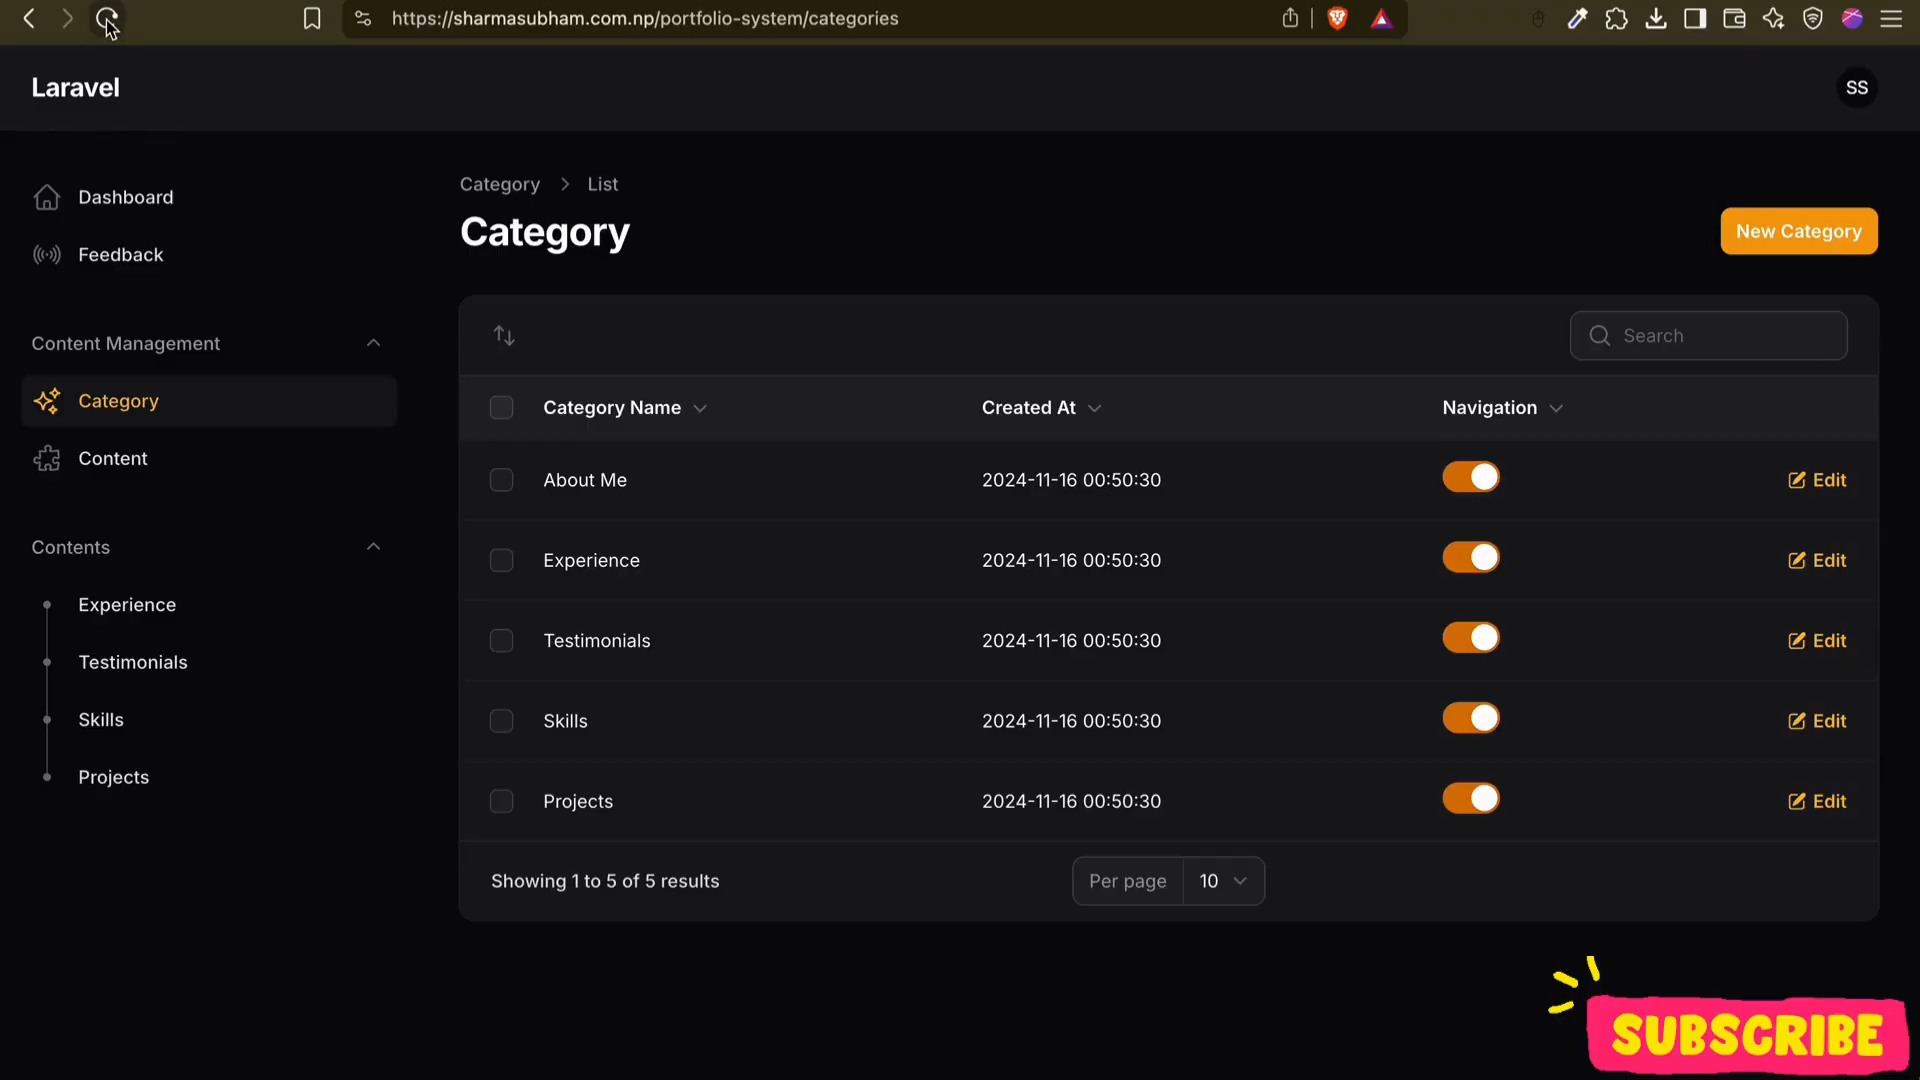 https://sharmasubham.com.np/portfolio-system/categories
Laravel
SS
Dashboard
Feedback
Content Management
Category
Content
Contents
Experience
Testimonials
Skills
Projects
Category > List
Category
New Category
Search
Category Name Created At Navigation
About Me 2024-11-16 00:50:30 Edit
Experience 2024-11-16 00:50:30 Edit
Testimonials 2024-11-16 00:50:30 Edit
Skills 2024-11-16 00:50:30 Edit
Projects 2024-11-16 00:50:30 Edit
Showing 1 to 5 of 5 results Per page 10
SUBSCRIBE